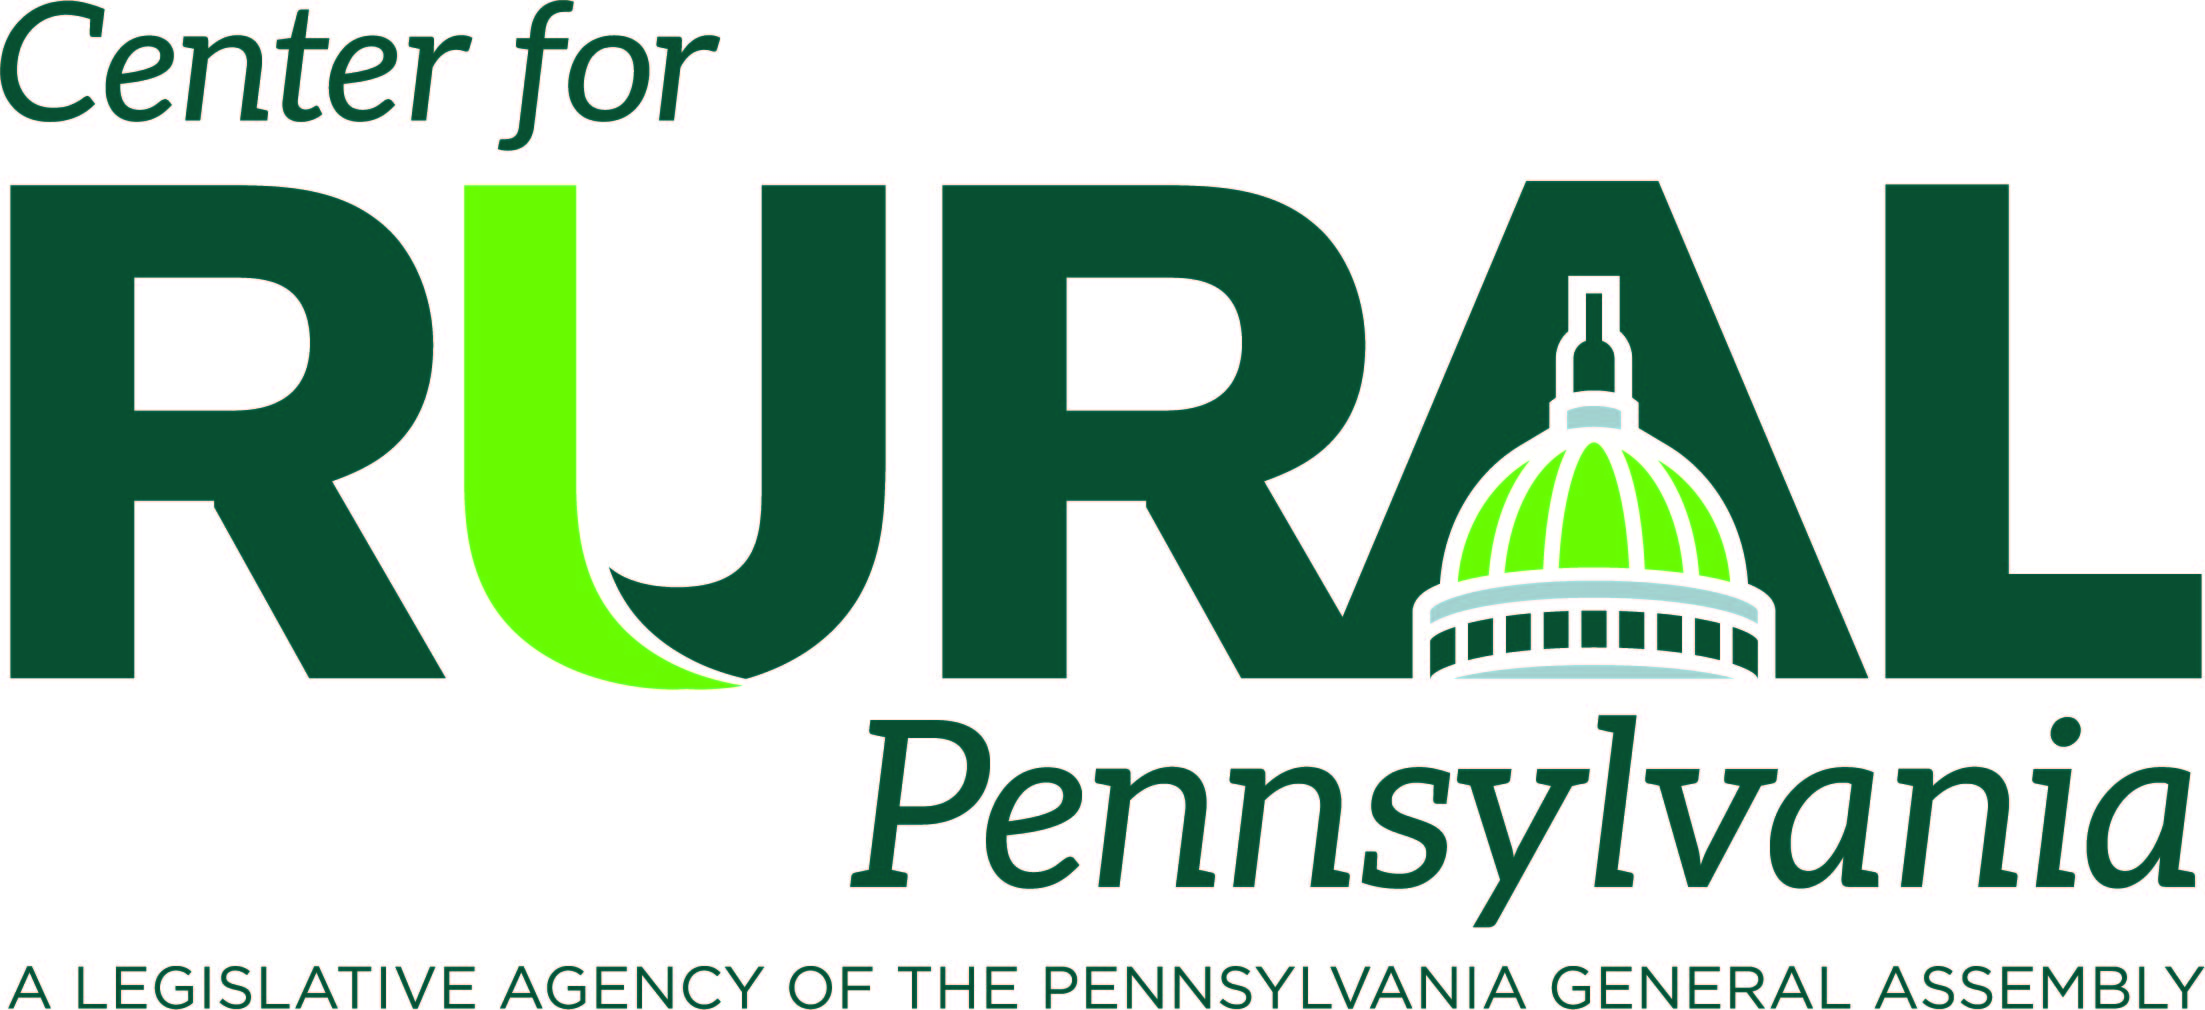 Center for
RURAL
Pennsylvania
A LEGISLATIVE AGENCY OF THE PENNSYLVANIA GENERAL ASSEMBLY